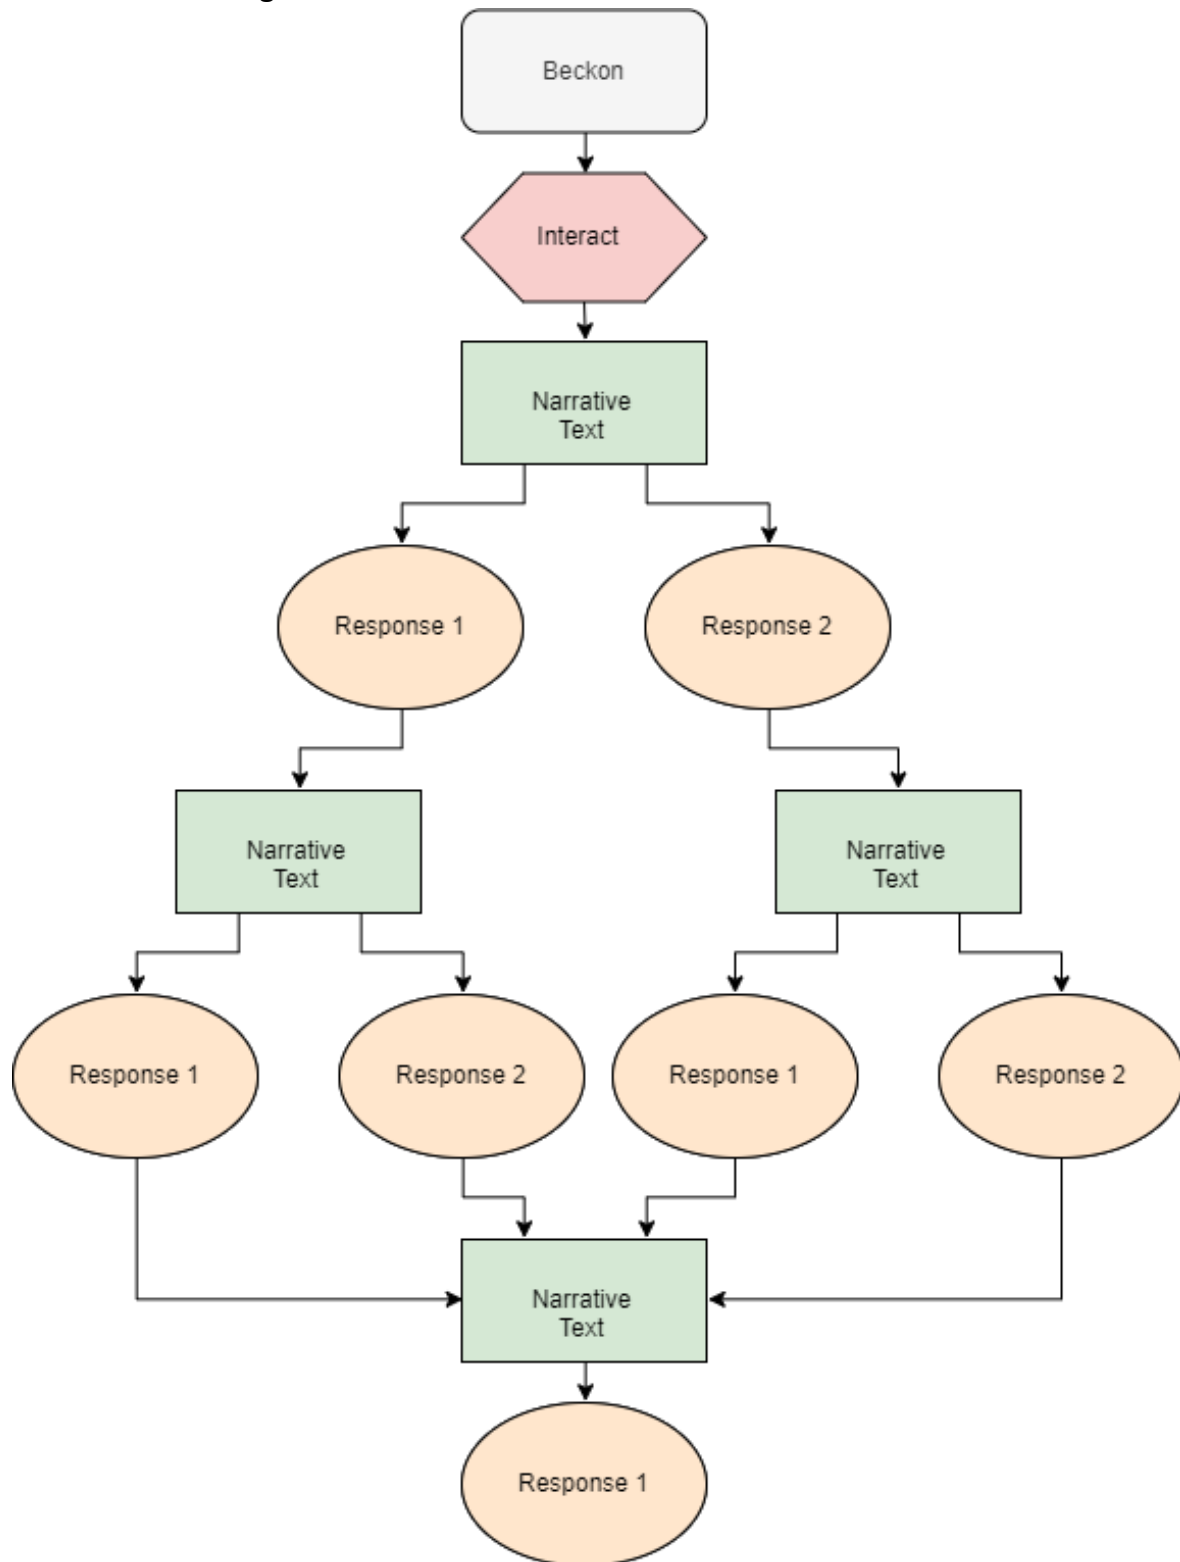 Beckon
Interact
Narrative
Text
Response 1
Response 2
Narrative
Text
Narrative
Text
Response 1
Response 2
Response 1
Response 2
Narrative
Text
Response 1